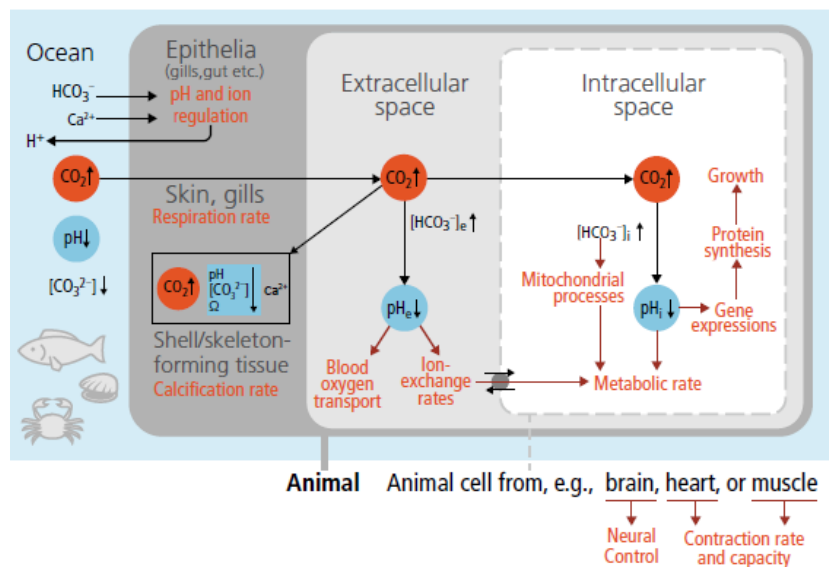 Ocean
HCO₃⁻
Ca²⁺
H⁺
CO₂↑
pH↓
[CO₃²⁻]↓
Epithelia
(gills,gut etc.)
pH and ion
regulation
Skin, gills
Respiration rate
CO₂↑
pH
[CO₃²⁻]
Ω
Ca²⁺
Shell/skeleton-
forming tissue
Calcification rate
Extracellular
space
CO₂↑
[HCO₃⁻]e↑
pHe↓
Blood
oxygen
transport
Ion-
exchange
rates
Intracellular
space
CO₂↑
[HCO₃⁻]i↑
Mitochondrial
processes
pHi↓
Growth
Protein
synthesis
Gene
expressions
Metabolic rate
Animal
Animal cell from, e.g., brain, heart, or muscle
Neural
Control
Contraction rate
and capacity